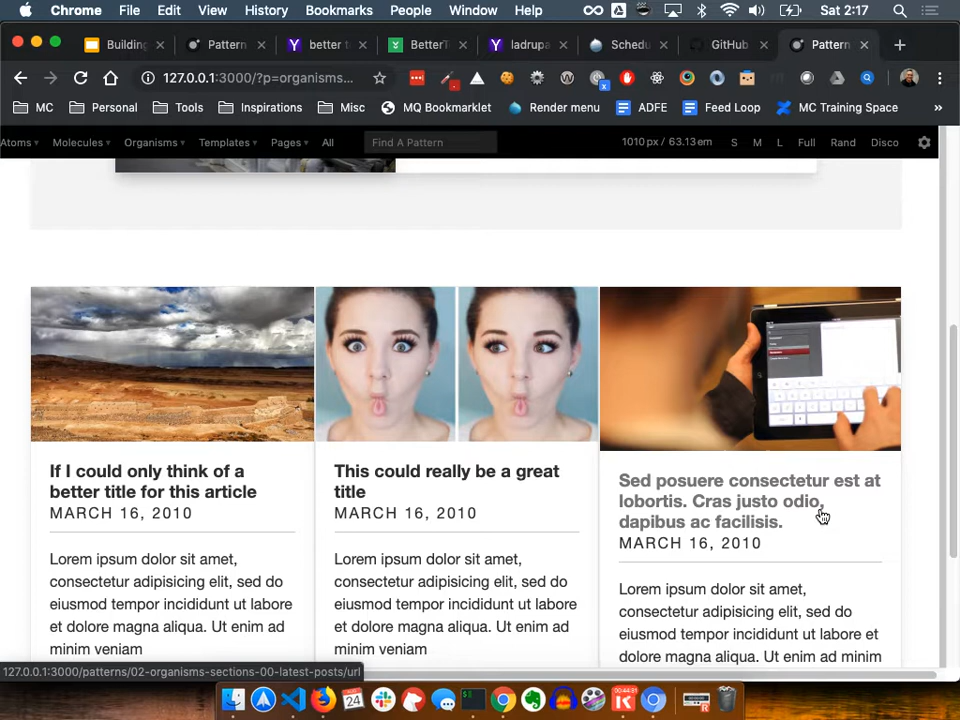 Chrome File Edit View History Bookmarks People Window Help Sat 2:17
Building Pattern better t BetterT ladrupa Schedu GitHub Pattern
127.0.0.1:3000/?p=organisms...
MC Personal Tools Inspirations Misc MQ Bookmarklet Render menu ADFE Feed Loop MC Training Space »
Atoms Molecules Organisms Templates Pages All Find A Pattern 1010 px / 63.13em S M L Full Rand Disco
If I could only think of a
better title for this article
MARCH 16, 2010
Lorem ipsum dolor sit amet,
consectetur adipisicing elit, sed do
eiusmod tempor incididunt ut labore
et dolore magna aliqua. Ut enim ad
minim veniam
This could really be a great
title
MARCH 16, 2010
Lorem ipsum dolor sit amet,
consectetur adipisicing elit, sed do
eiusmod tempor incididunt ut labore
et dolore magna aliqua. Ut enim ad
minim veniam
Sed posuere consectetur est at
lobortis. Cras justo odio,
dapibus ac facilisis.
MARCH 16, 2010
Lorem ipsum dolor sit amet,
consectetur adipisicing elit, sed do
eiusmod tempor incididunt ut labore
et dolore magna aliqua. Ut enim ad minim
127.0.0.1:3000/patterns/02-organisms-sections-00-latest-posts/url